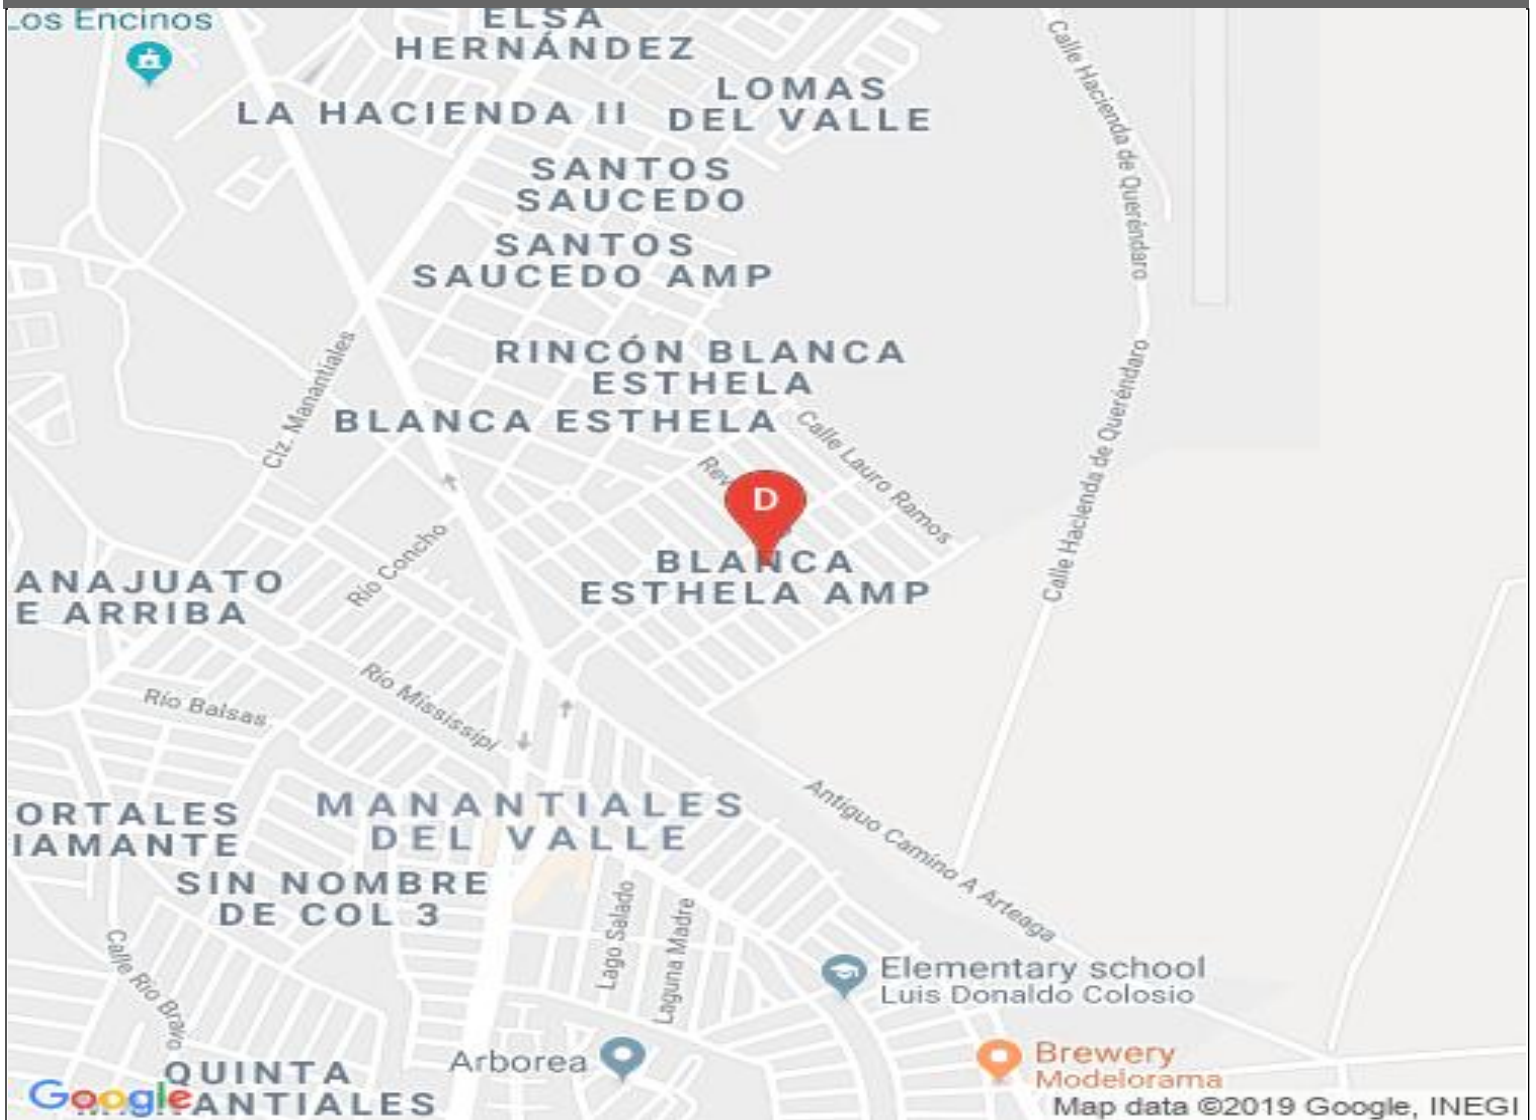 Los Encinos
ELSA
HERNÁNDEZ
LA HACIENDA II
LOMAS
DEL VALLE
Calle Hacienda de Queréndaro
SANTOS
SAUCEDO
SANTOS
SAUCEDO AMP
Clz. Manantiales
RINCÓN BLANCA
ESTHELA
BLANCA ESTHELA
Calle Lauro Ramos
Calle Hacienda de Queréndaro
Rev
D
BLANCA
ESTHELA AMP
Río Concho
ANAJUATO
E ARRIBA
Río Mississipi
Río Balsas
ORTALES
IAMANTE
MANANTIALES
DEL VALLE
Antiguo Camino A Arteaga
SIN NOMBRE
DE COL 3
Lago Salado
Laguna Madre
Calle Río Bravo
Elementary school
Luis Donaldo Colosio
Arborea
Brewery
Modelorama
QUINTA
ANTIALES
Google
Map data ©2019 Google, INEGI